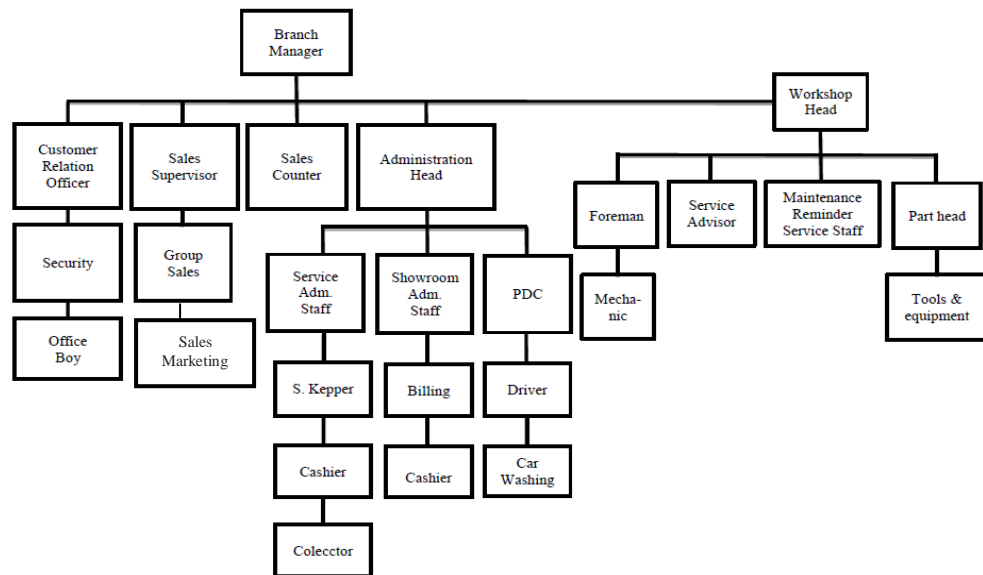 Branch
Manager
Workshop
Head
Customer
Relation
Officer
Sales
Supervisor
Sales
Counter
Administration
Head
Foreman
Service
Advisor
Maintenance
Reminder
Service Staff
Part head
Security
Group
Sales
Service
Adm.
Staff
Showroom
Adm.
Staff
PDC
Mecha-
nic
Tools &
equipment
Office
Boy
Sales
Marketing
S. Kepper
Billing
Driver
Cashier
Cashier
Car
Washing
Colecctor